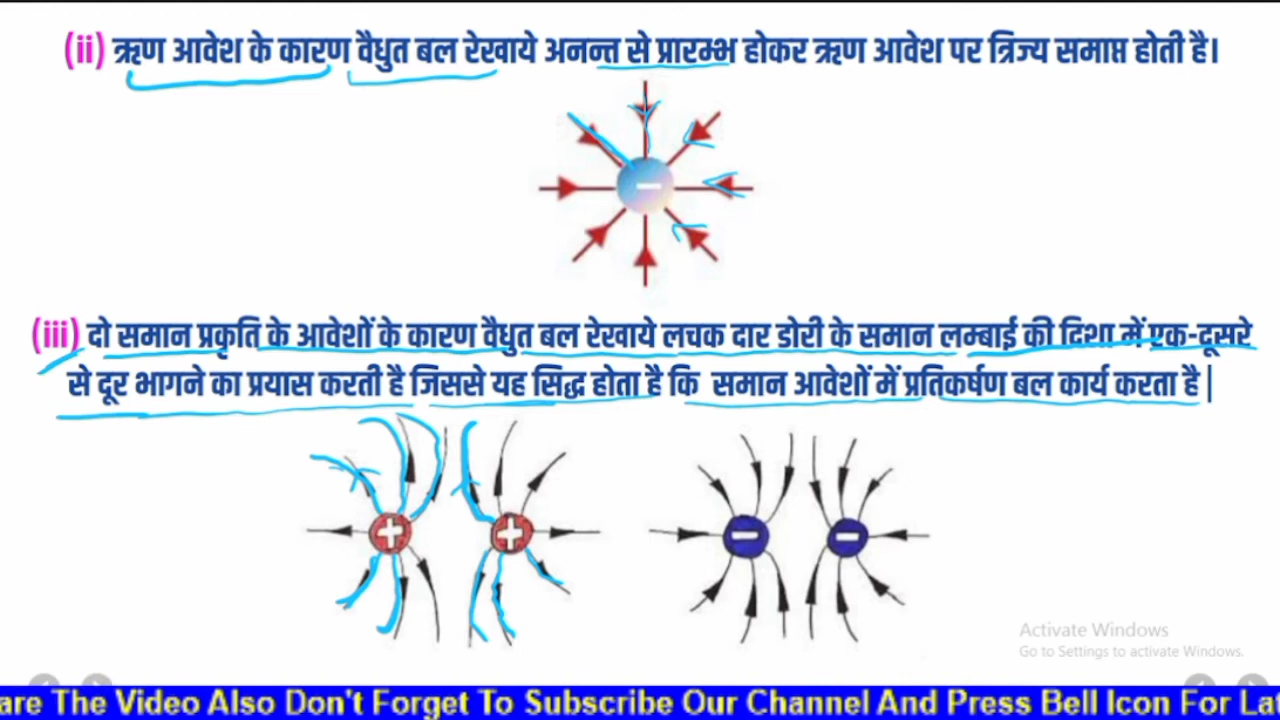 (ii) ऋण आवेश के कारण वैधुत बल रेखाये अनन्त से प्रारम्भ होकर ऋण आवेश पर त्रिज्य समाप्त होती है।
(iii) दो समान प्रकृति के आवेशों के कारण वैधुत बल रेखाये लचक दार डोरी के समान लम्बाई की दिशा में एक-दूसरे
से दूर भागने का प्रयास करती है जिससे यह सिद्ध होता है कि समान आवेशों में प्रतिकर्षण बल कार्य करता है|
Activate Windows
Go to Settings to activate Windows.
are The Video Also Don't Forget To Subscribe Our Channel And Press Bell Icon For La